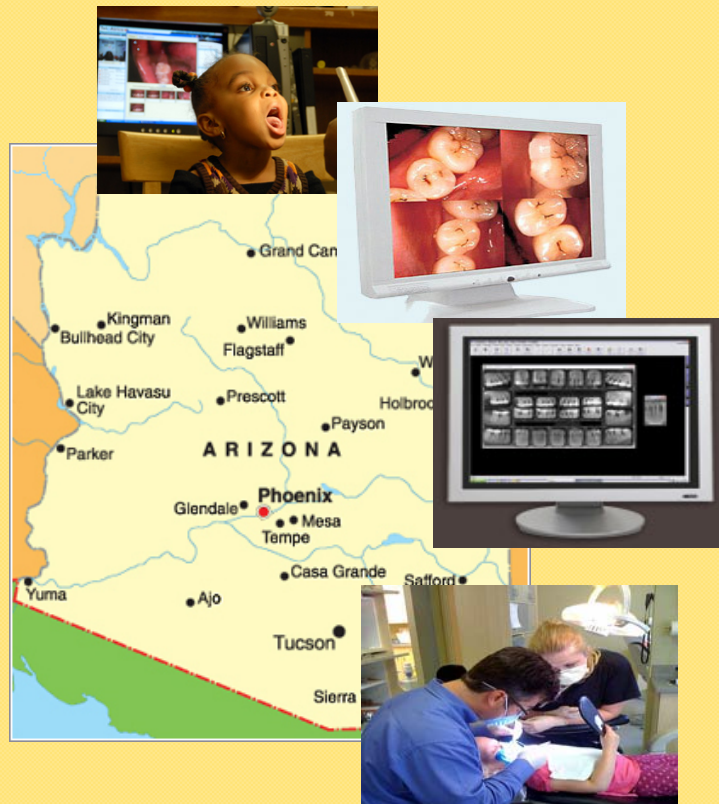 Grand Can
Kingman
Bullhead City
Williams
Flagstaff
W
Lake Havasu
City
Prescott
Holbroo
Payson
Parker
ARIZONA
Phoenix
Glendale
Mesa
Tempe
Casa Grande
Safford
Yuma
Ajo
Tucson
Sierra